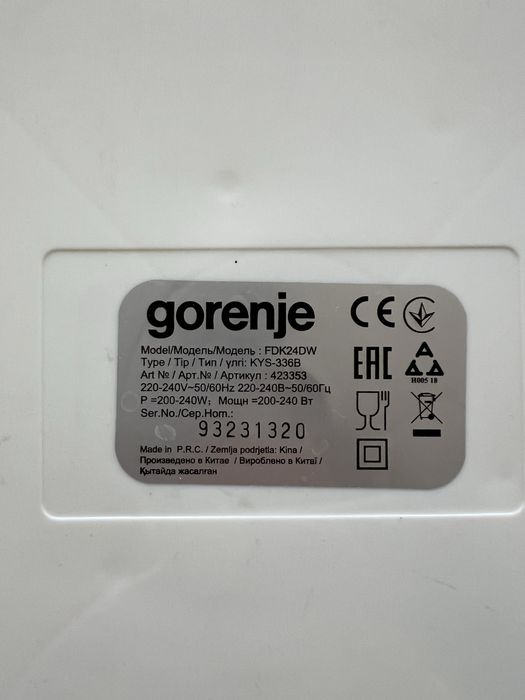 gorenje
CE
Model/Модель/Модель : FDK24DW
Type / Tip / Тип / үлгі: KYS-336B
Art № / Арт.№ / Артикул : 423353
220-240V~50/60Hz 220-240В~50/60Гц
P =200-240W; Мощн =200-240 Вт
Ser.No./Сер.Ном.:
93231320
Made in P.R.C. / Zemlja podrjetla: Kina /
Произведено в Китае / Вироблено в Китаї /
Қытайда жасалған
EAC
H005 18